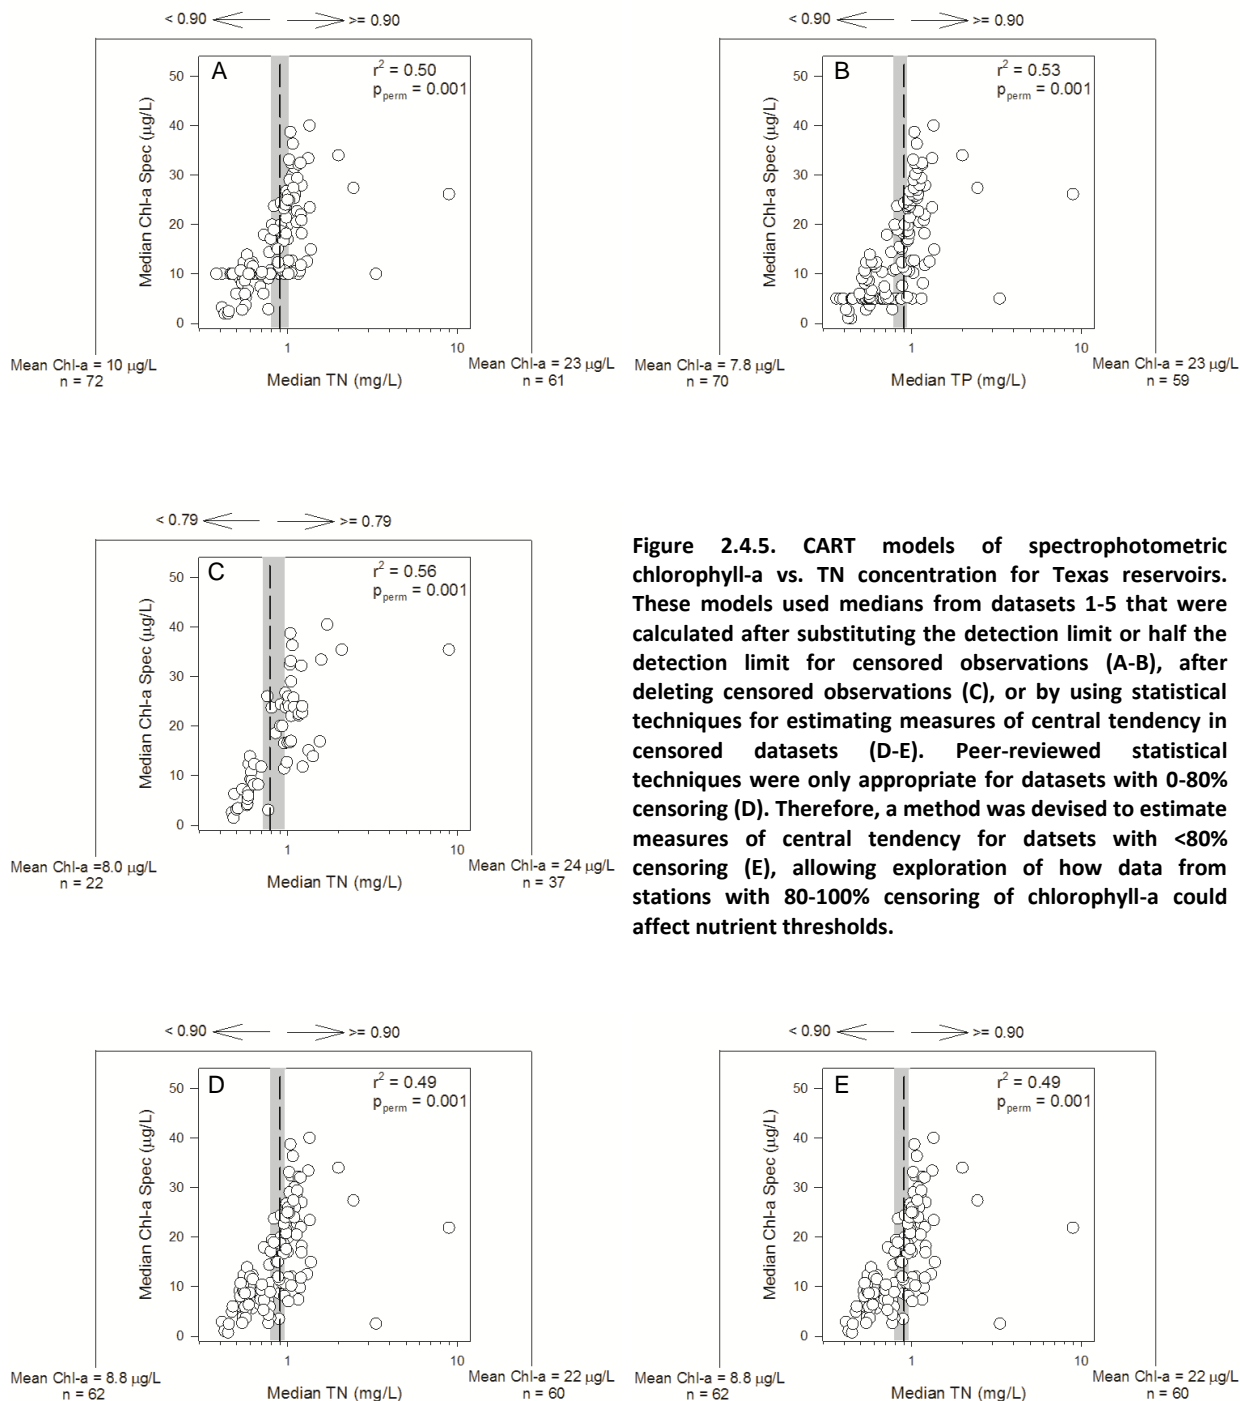 < 0.90 >= 0.90
A
r² = 0.50
p_perm = 0.001
50
40
30
20
10
0
Median Chl-a Spec (µg/L)
1 10
Mean Chl-a = 10 µg/L
n = 72
Median TN (mg/L)
Mean Chl-a = 23 µg/L
n = 61
< 0.90 >= 0.90
B
r² = 0.53
p_perm = 0.001
50
40
30
20
10
0
Median Chl-a Spec (µg/L)
1 10
Mean Chl-a = 7.8 µg/L
n = 70
Median TP (mg/L)
Mean Chl-a = 23 µg/L
n = 59
< 0.79 >= 0.79
C
r² = 0.56
p_perm = 0.001
50
40
30
20
10
0
Median Chl-a Spec (µg/L)
1 10
Mean Chl-a =8.0 µg/L
n = 22
Median TN (mg/L)
Mean Chl-a = 24 µg/L
n = 37
Figure 2.4.5. CART models of spectrophotometric
chlorophyll-a vs. TN concentration for Texas reservoirs.
These models used medians from datasets 1-5 that were
calculated after substituting the detection limit or half the
detection limit for censored observations (A-B), after
deleting censored observations (C), or by using statistical
techniques for estimating measures of central tendency in
censored datasets (D-E). Peer-reviewed statistical
techniques were only appropriate for datasets with 0-80%
censoring (D). Therefore, a method was devised to estimate
measures of central tendency for datsets with <80%
censoring (E), allowing exploration of how data from
stations with 80-100% censoring of chlorophyll-a could
affect nutrient thresholds.
< 0.90 >= 0.90
D
r² = 0.49
p_perm = 0.001
50
40
30
20
10
0
Median Chl-a Spec (µg/L)
1 10
Mean Chl-a = 8.8 µg/L
n = 62
Median TN (mg/L)
Mean Chl-a = 22 µg/L
n = 60
< 0.90 >= 0.90
E
r² = 0.49
p_perm = 0.001
50
40
30
20
10
0
Median Chl-a Spec (µg/L)
1 10
Mean Chl-a = 8.8 µg/L
n = 62
Median TN (mg/L)
Mean Chl-a = 22 µg/L
n = 60